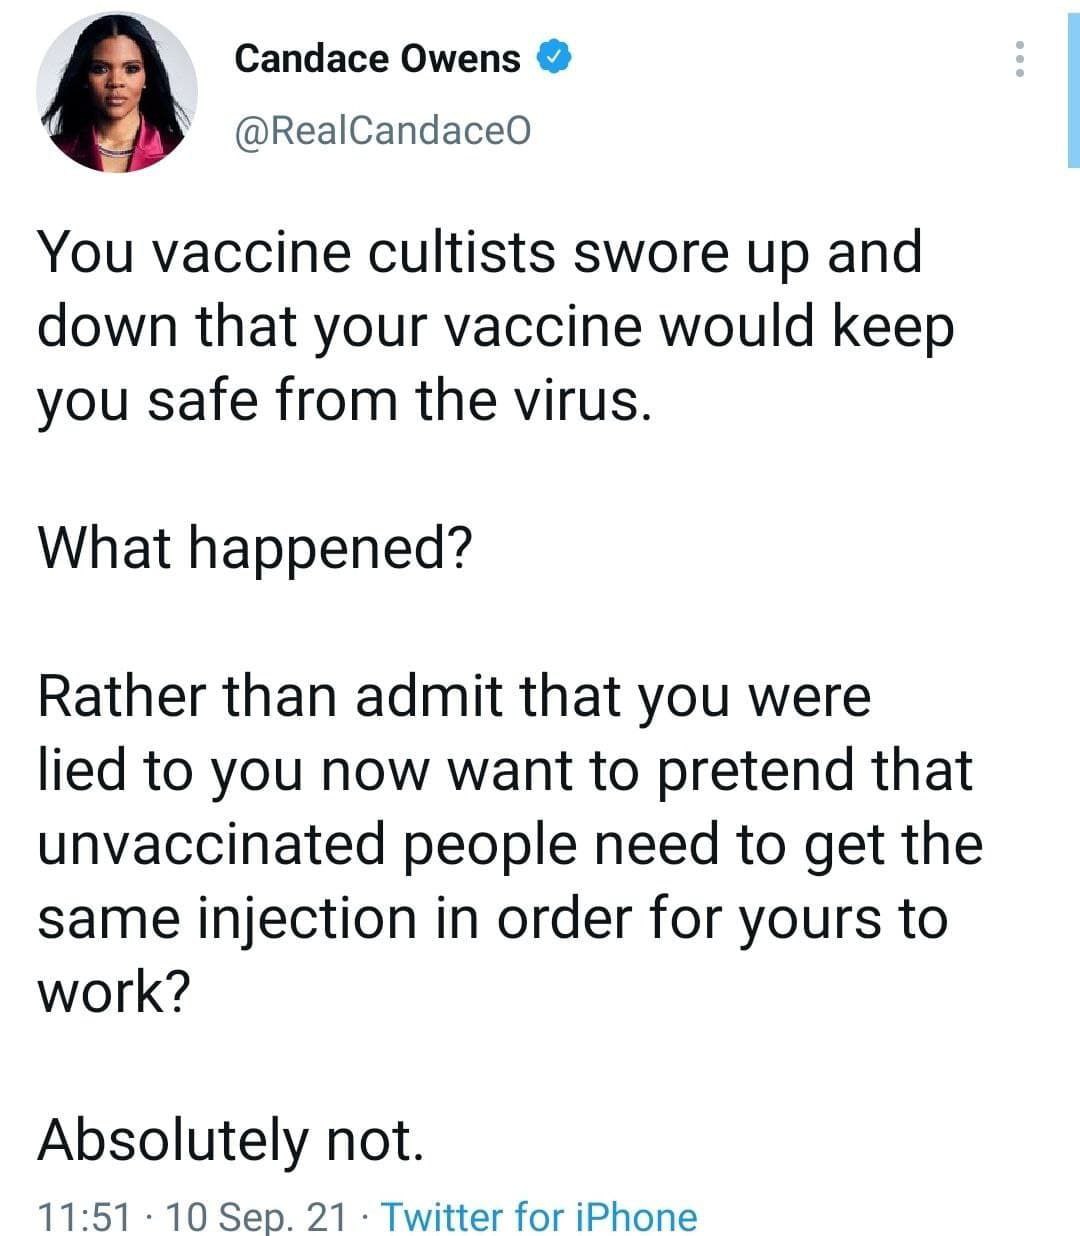 Candace Owens
@RealCandaceO
You vaccine cultists swore up and
down that your vaccine would keep
you safe from the virus.
What happened?
Rather than admit that you were
lied to you now want to pretend that
unvaccinated people need to get the
same injection in order for yours to
work?
Absolutely not.
11:51 · 10 Sep. 21 · Twitter for iPhone